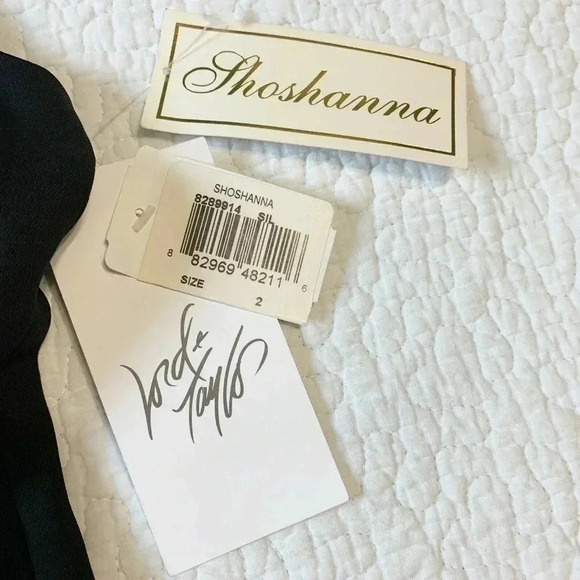 Shoshanna
SHOSHANNA
8289914 SIL
8 82969 48211 6
SIZE 2
Lord & Taylor